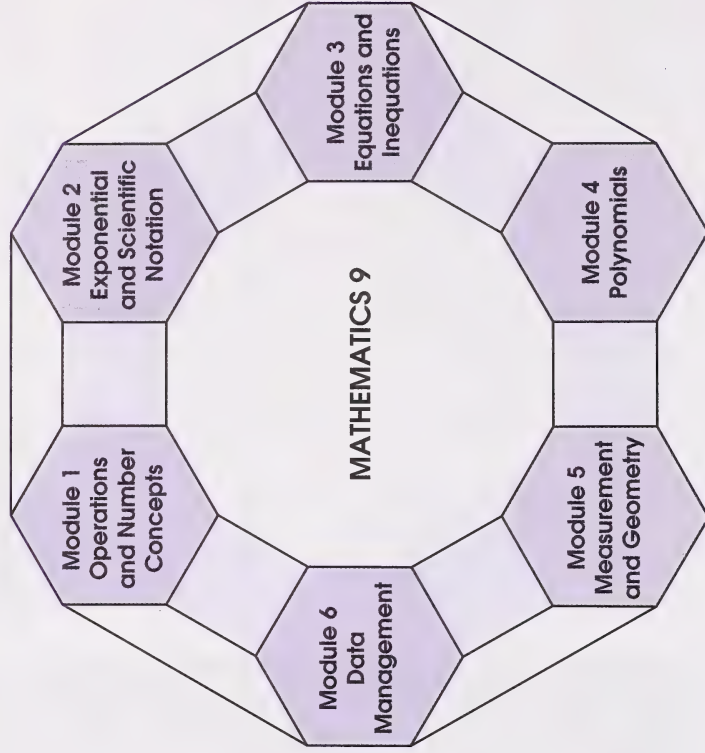 Module 1
Operations
and Number
Concepts
Module 2
Exponential
and Scientific
Notation
Module 3
Equations and
Inequations
Module 4
Polynomials
Module 5
Measurement
and Geometry
Module 6
Data
Management
MATHEMATICS 9